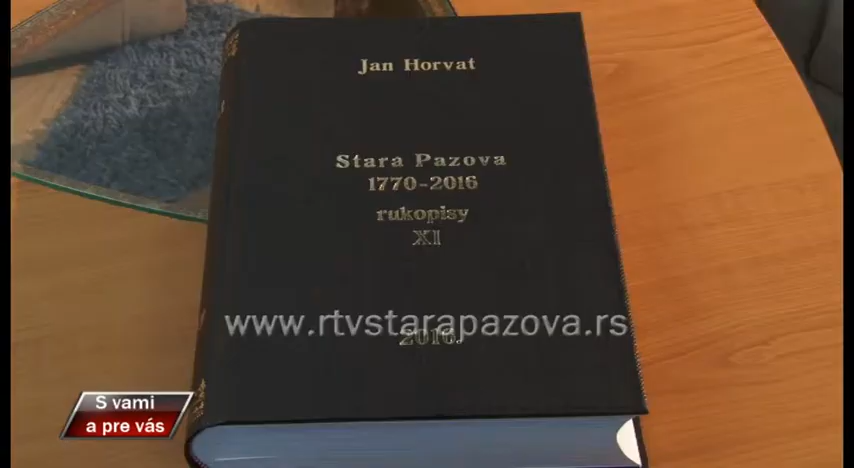 Jan Horvat
Stara Pazova
1770-2016
rukopisy
XI
www.rtvstarapazova.rs
2016.
S vami
a pre vás